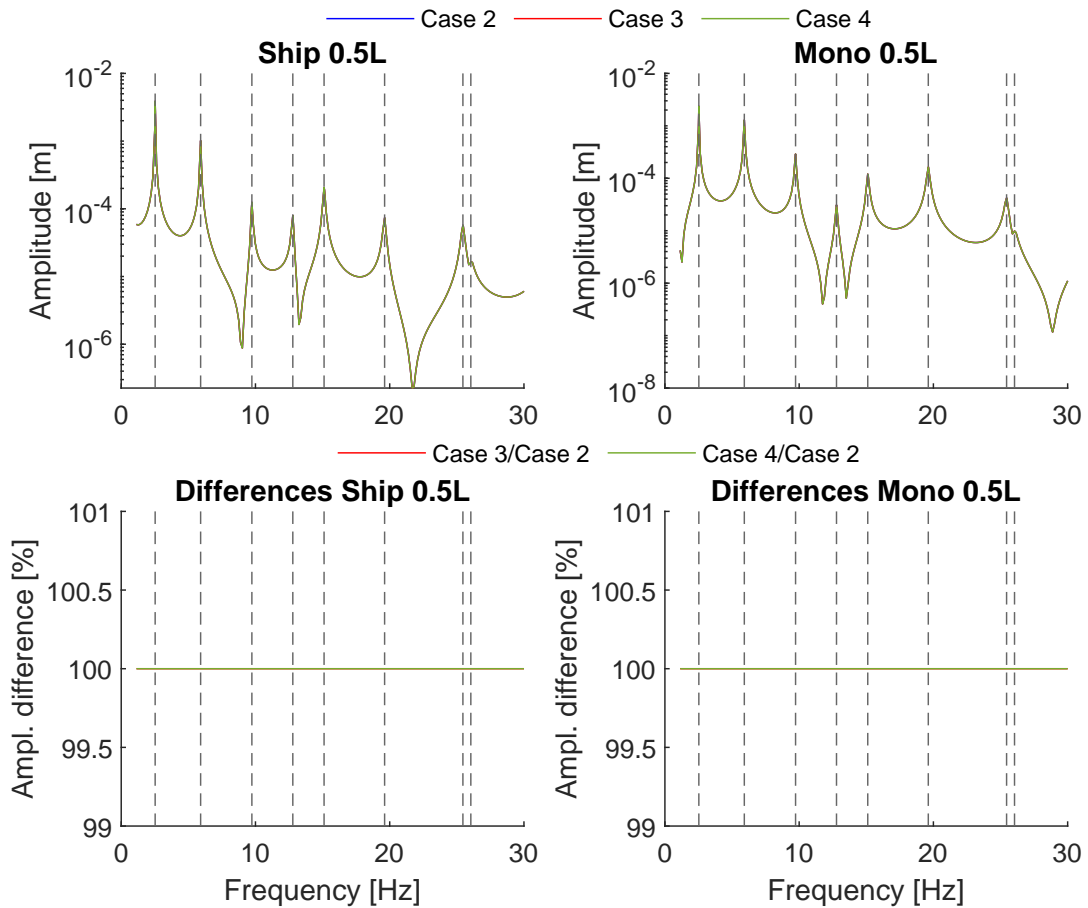 Case 2 Case 3 Case 4
Ship 0.5L
Mono 0.5L
Amplitude [m]
10^-2
10^-4
10^-6
0 10 20 30
Amplitude [m]
10^-2
10^-4
10^-6
10^-8
0 10 20 30
Case 3/Case 2 Case 4/Case 2
Differences Ship 0.5L
Differences Mono 0.5L
Ampl. difference [%]
101
100.5
100
99.5
99
0 10 20 30
Frequency [Hz]
Ampl. difference [%]
101
100.5
100
99.5
99
0 10 20 30
Frequency [Hz]